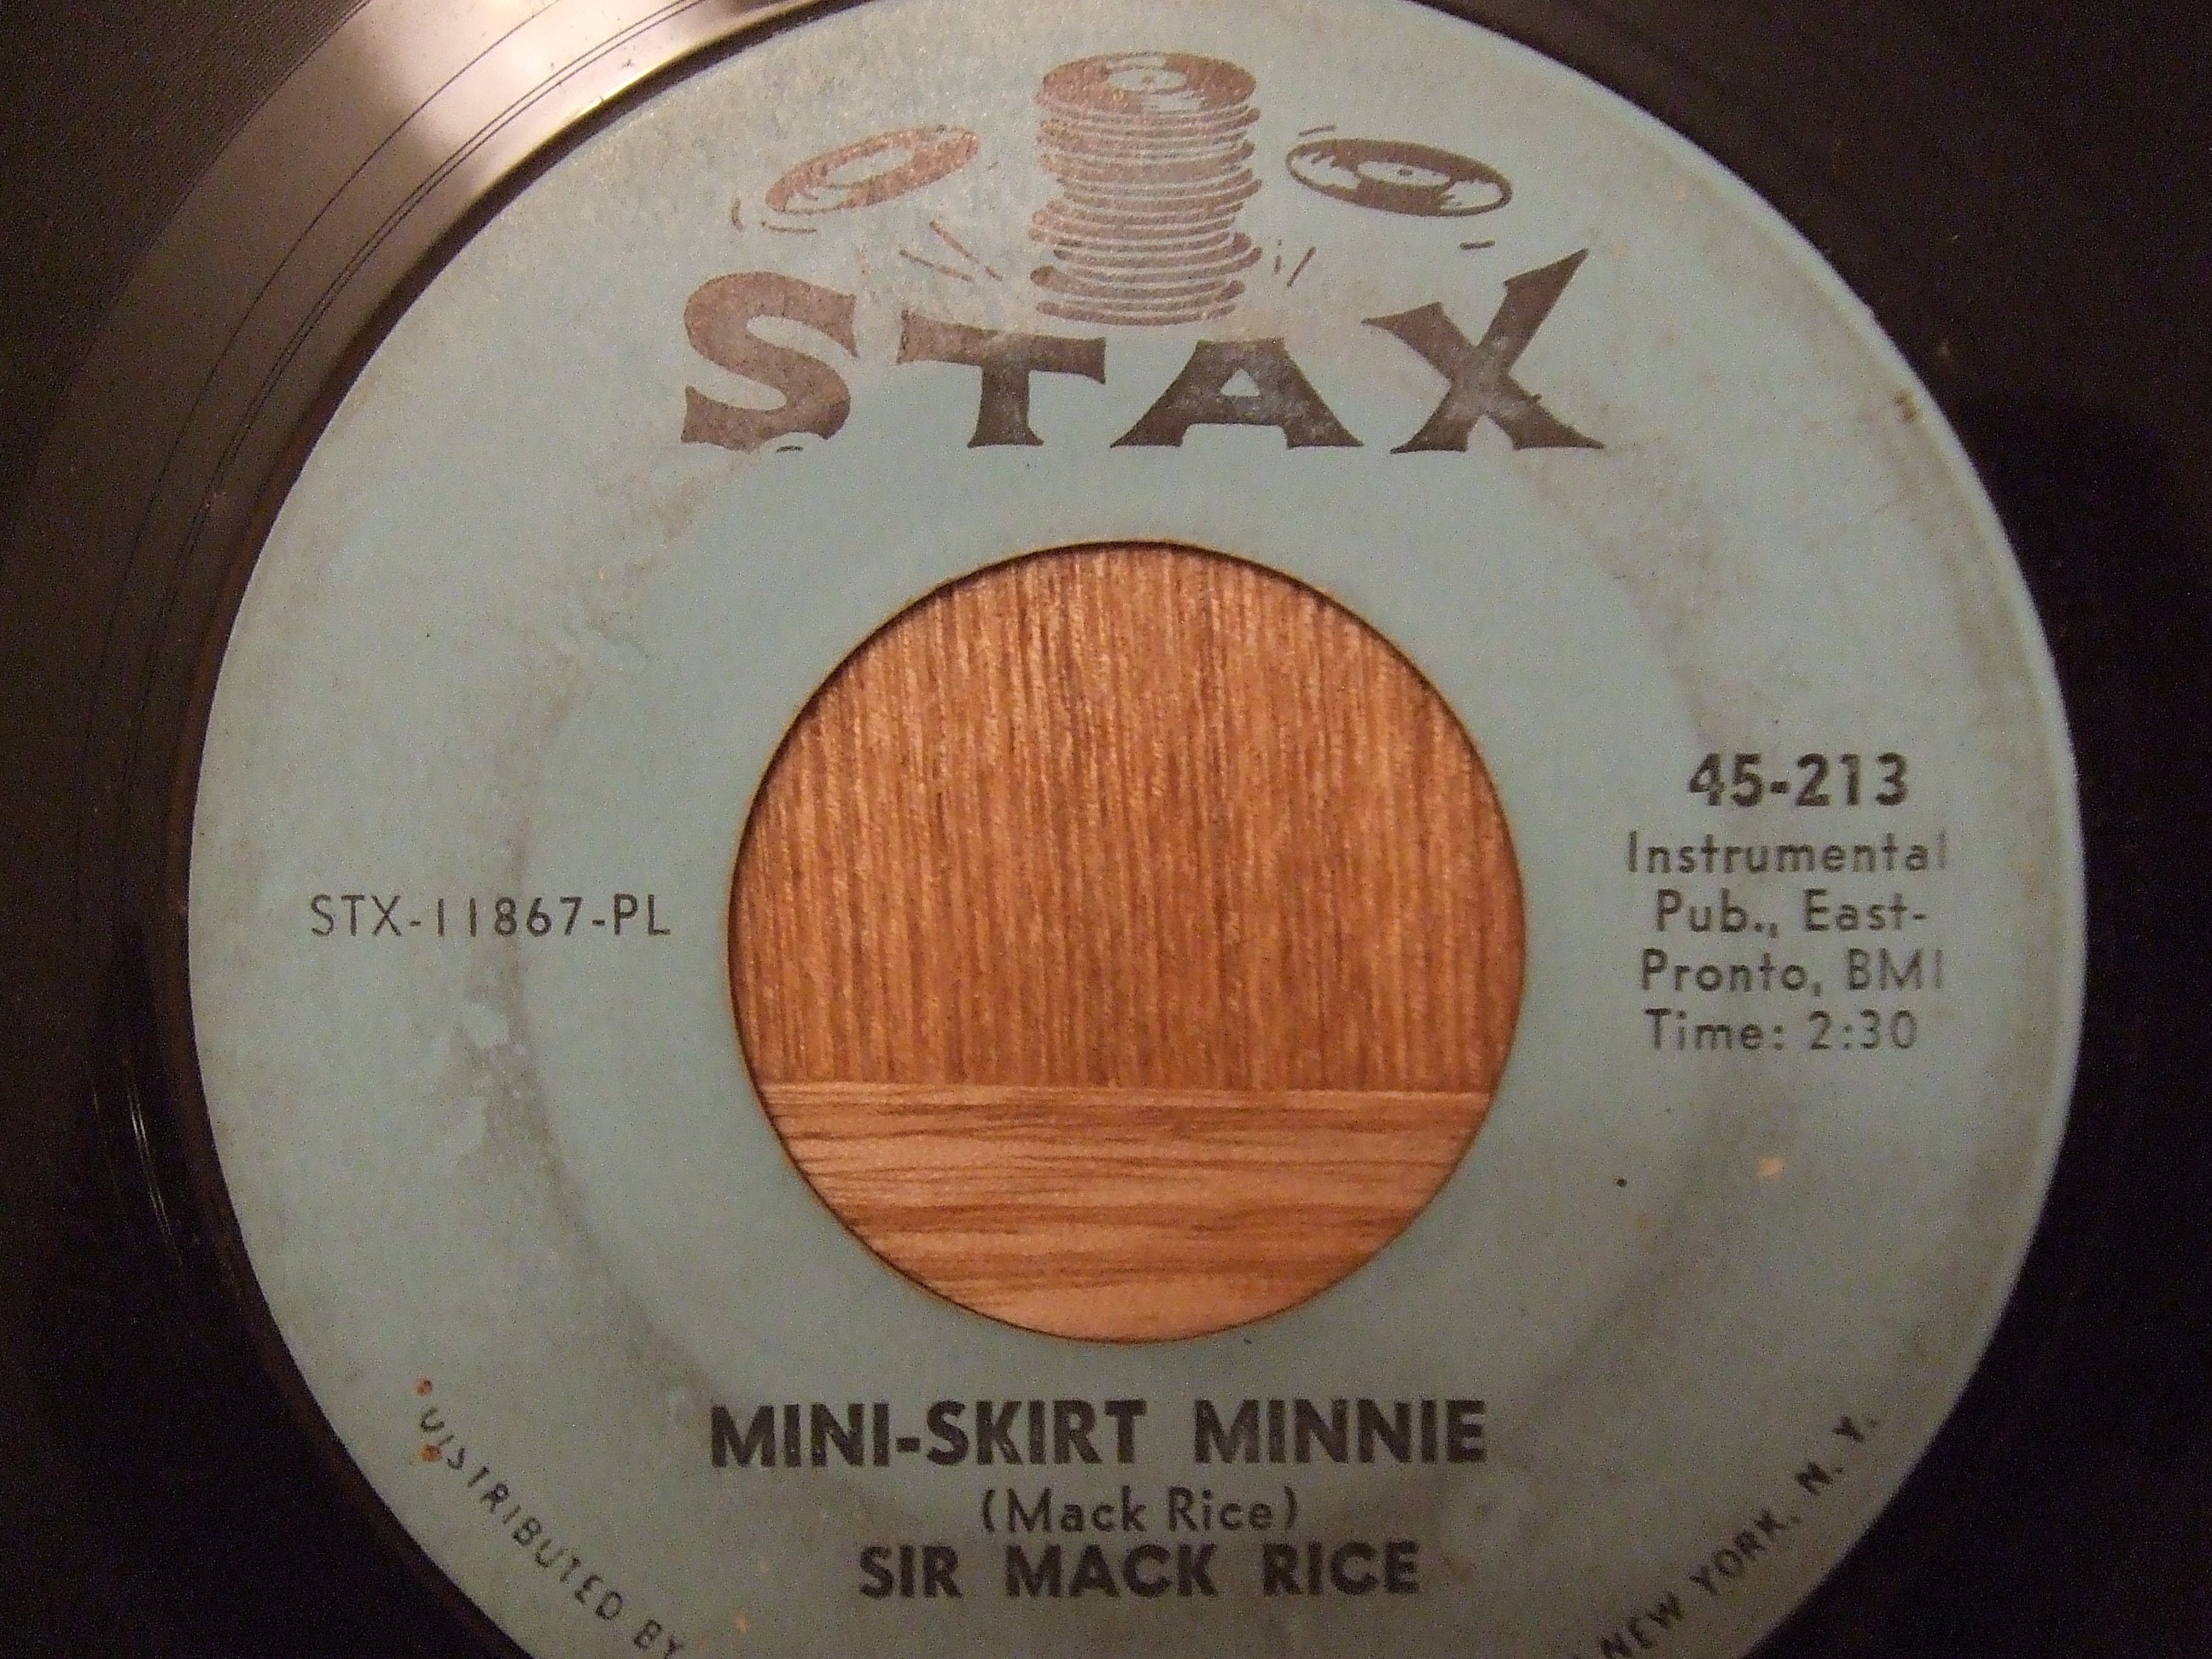 STAX
45-213
Instrumental
Pub., East-
Pronto, BMI
Time: 2:30
STX-11867-PL
MINI-SKIRT MINNIE
(Mack Rice)
SIR MACK RICE
DISTRIBUTED BY
NEW YORK, N. Y.